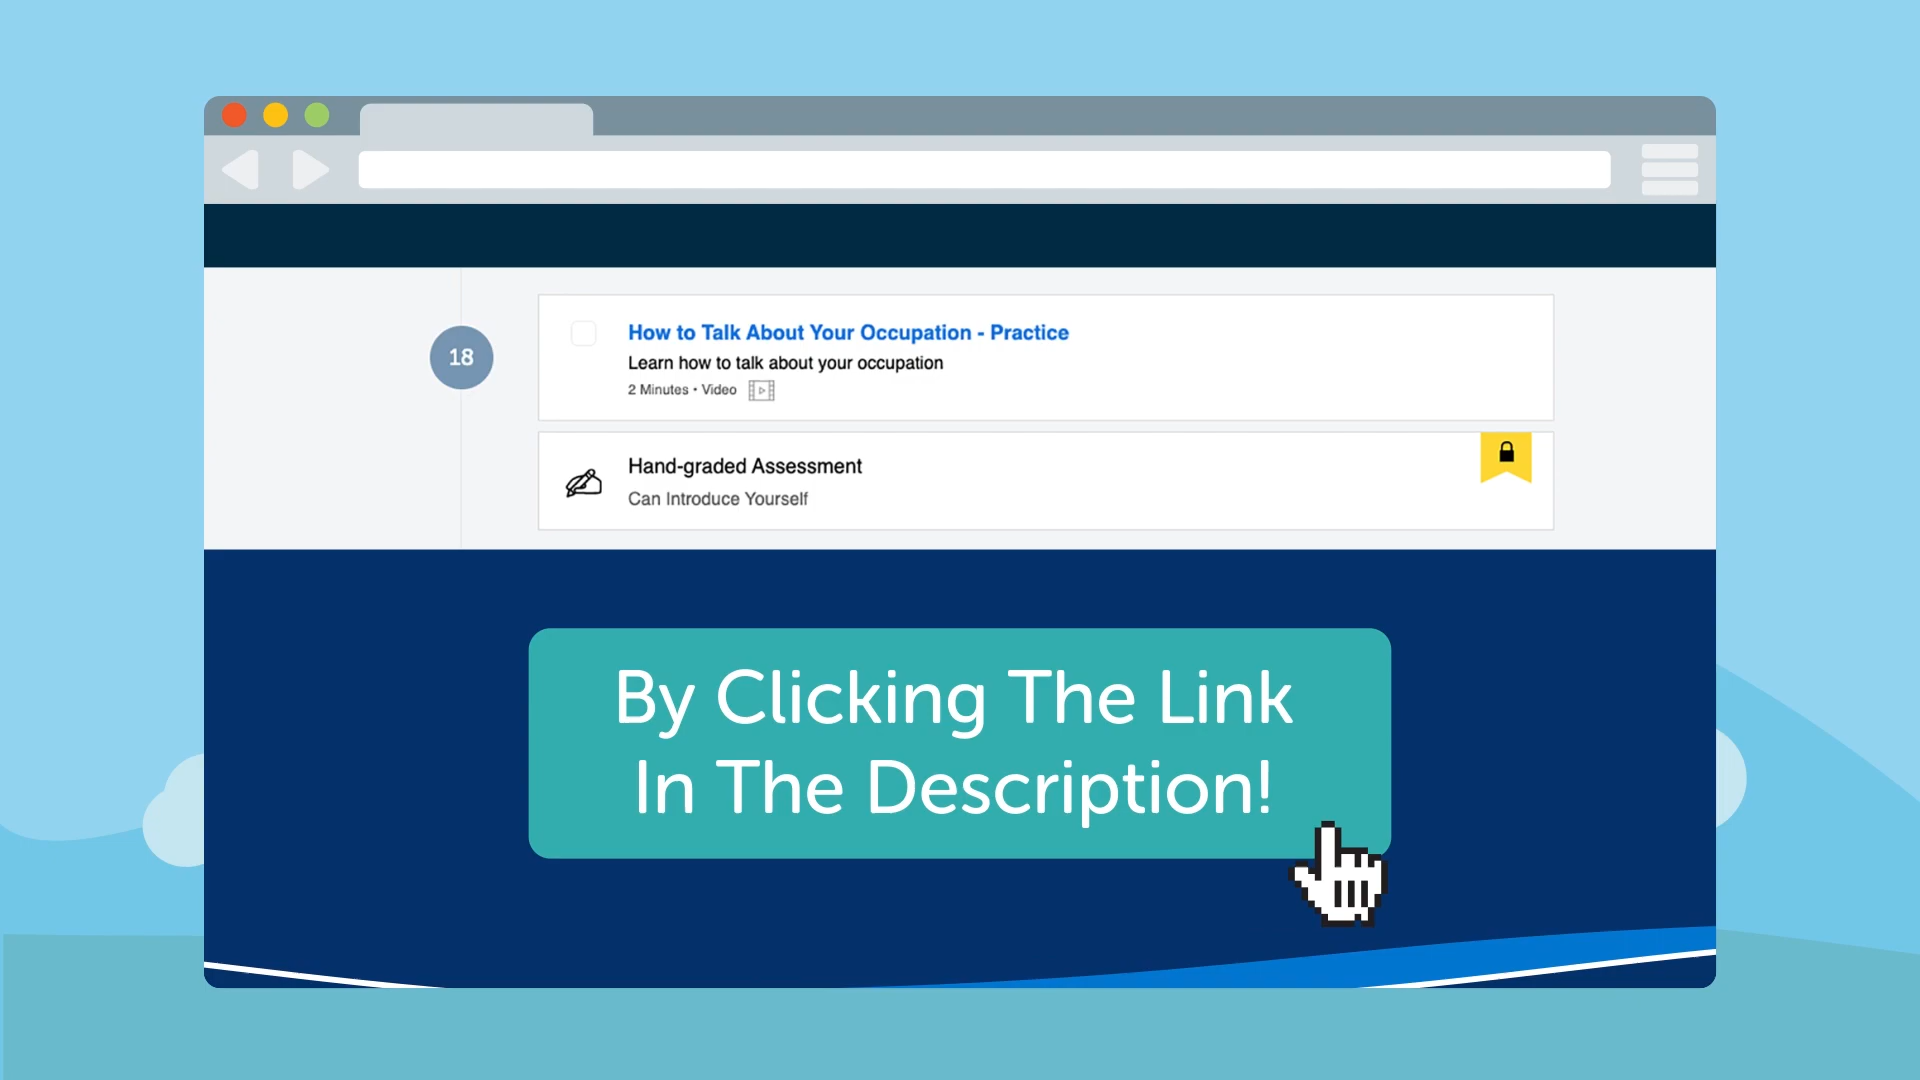 18
How to Talk About Your Occupation - Practice
Learn how to talk about your occupation
2 Minutes • Video
Hand-graded Assessment
Can Introduce Yourself
By Clicking The Link
In The Description!